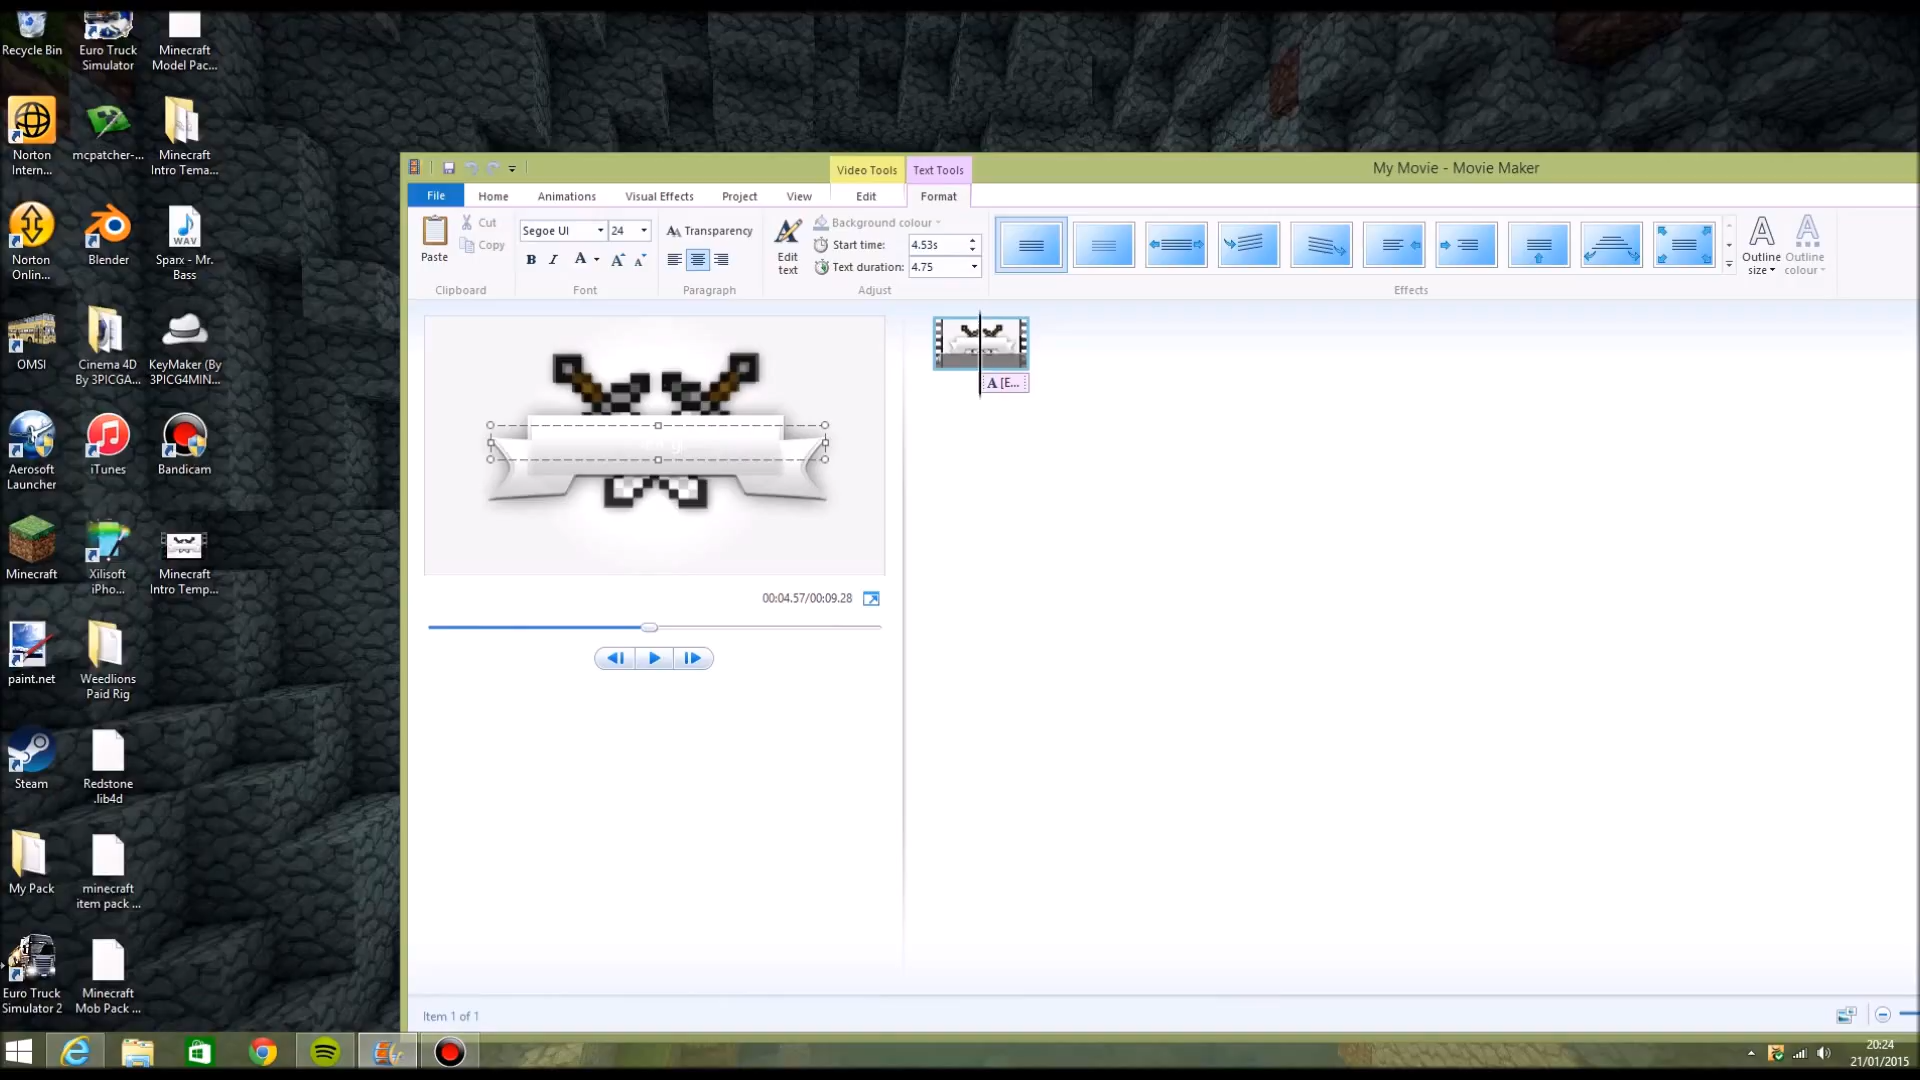 Recycle Bin
Euro Truck
Simulator
Minecraft
Model Pac...
Norton
Intern...
mcpatcher-...
Minecraft
Intro Tema...
Norton
Onlin...
Blender
Sparx - Mr.
Bass
WAV
OMSI
Cinema 4D
By 3PICGA...
KeyMaker (By
3PICG4MIN...
Aerosoft
Launcher
iTunes
Bandicam
Minecraft
Xilisoft
iPho...
Minecraft
Intro Temp...
paint.net
Weedlions
Paid Rig
Steam
Redstone
.lib4d
My Pack
minecraft
item pack ...
Euro Truck
Simulator 2
Minecraft
Mob Pack ...
Video Tools
Text Tools
My Movie - Movie Maker
File
Home
Animations
Visual Effects
Project
View
Edit
Format
Paste
Cut
Copy
Clipboard
Segoe UI
24
B
I
A
A
A
Font
Transparency
Paragraph
Edit
text
Background colour
Start time:
4.53s
Text duration:
4.75
Adjust
Effects
Outline
size
Outline
colour
A [E...
00:04.57/00:09.28
Item 1 of 1
20:24
21/01/2015